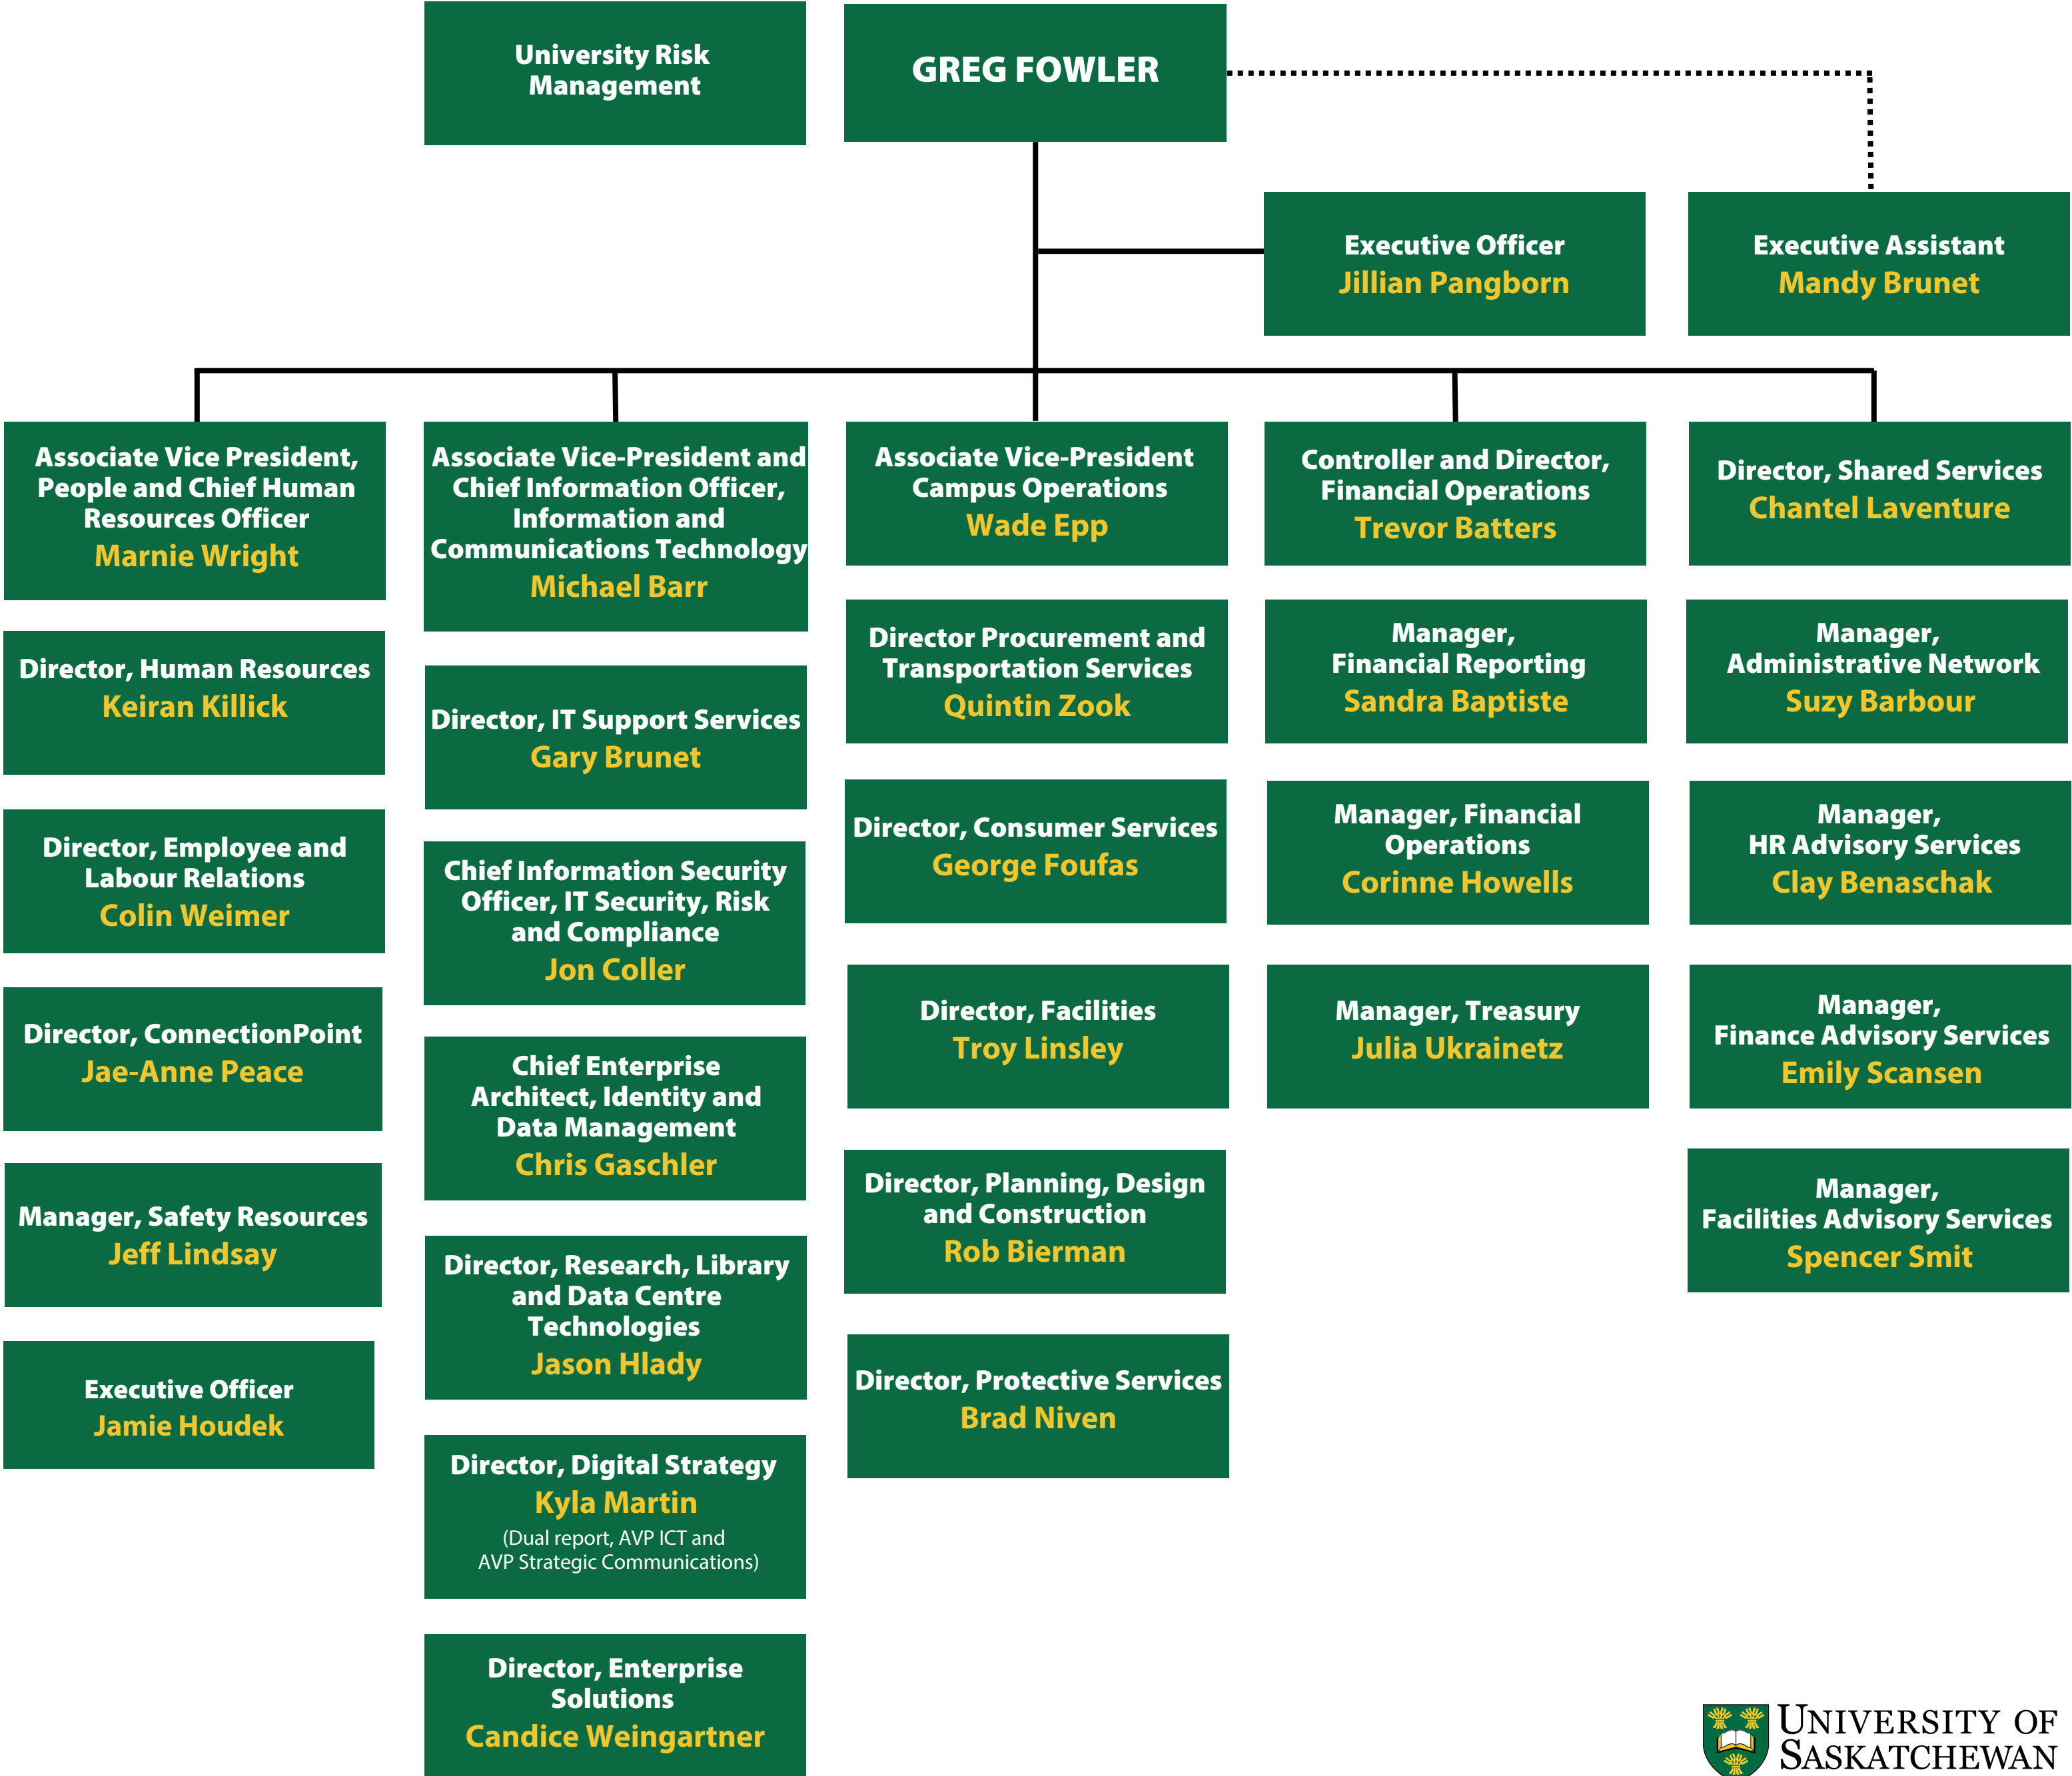 University Risk
Management
GREG FOWLER
Executive Officer
Jillian Pangborn
Executive Assistant
Mandy Brunet
Associate Vice President,
People and Chief Human
Resources Officer
Marnie Wright
Director, Human Resources
Keiran Killick
Director, Employee and
Labour Relations
Colin Weimer
Director, ConnectionPoint
Jae-Anne Peace
Manager, Safety Resources
Jeff Lindsay
Executive Officer
Jamie Houdek
Associate Vice-President and
Chief Information Officer,
Information and
Communications Technology
Michael Barr
Director, IT Support Services
Gary Brunet
Chief Information Security
Officer, IT Security, Risk
and Compliance
Jon Coller
Chief Enterprise
Architect, Identity and
Data Management
Chris Gaschler
Director, Research, Library
and Data Centre
Technologies
Jason Hlady
Director, Digital Strategy
Kyla Martin
(Dual report, AVP ICT and
AVP Strategic Communications)
Director, Enterprise
Solutions
Candice Weingartner
Associate Vice-President
Campus Operations
Wade Epp
Director Procurement and
Transportation Services
Quintin Zook
Director, Consumer Services
George Foufas
Director, Facilities
Troy Linsley
Director, Planning, Design
and Construction
Rob Bierman
Director, Protective Services
Brad Niven
Controller and Director,
Financial Operations
Trevor Batters
Manager,
Financial Reporting
Sandra Baptiste
Manager, Financial
Operations
Corinne Howells
Manager, Treasury
Julia Ukrainetz
Director, Shared Services
Chantel Laventure
Manager,
Administrative Network
Suzy Barbour
Manager,
HR Advisory Services
Clay Benaschak
Manager,
Finance Advisory Services
Emily Scansen
Manager,
Facilities Advisory Services
Spencer Smit
UNIVERSITY OF
SASKATCHEWAN